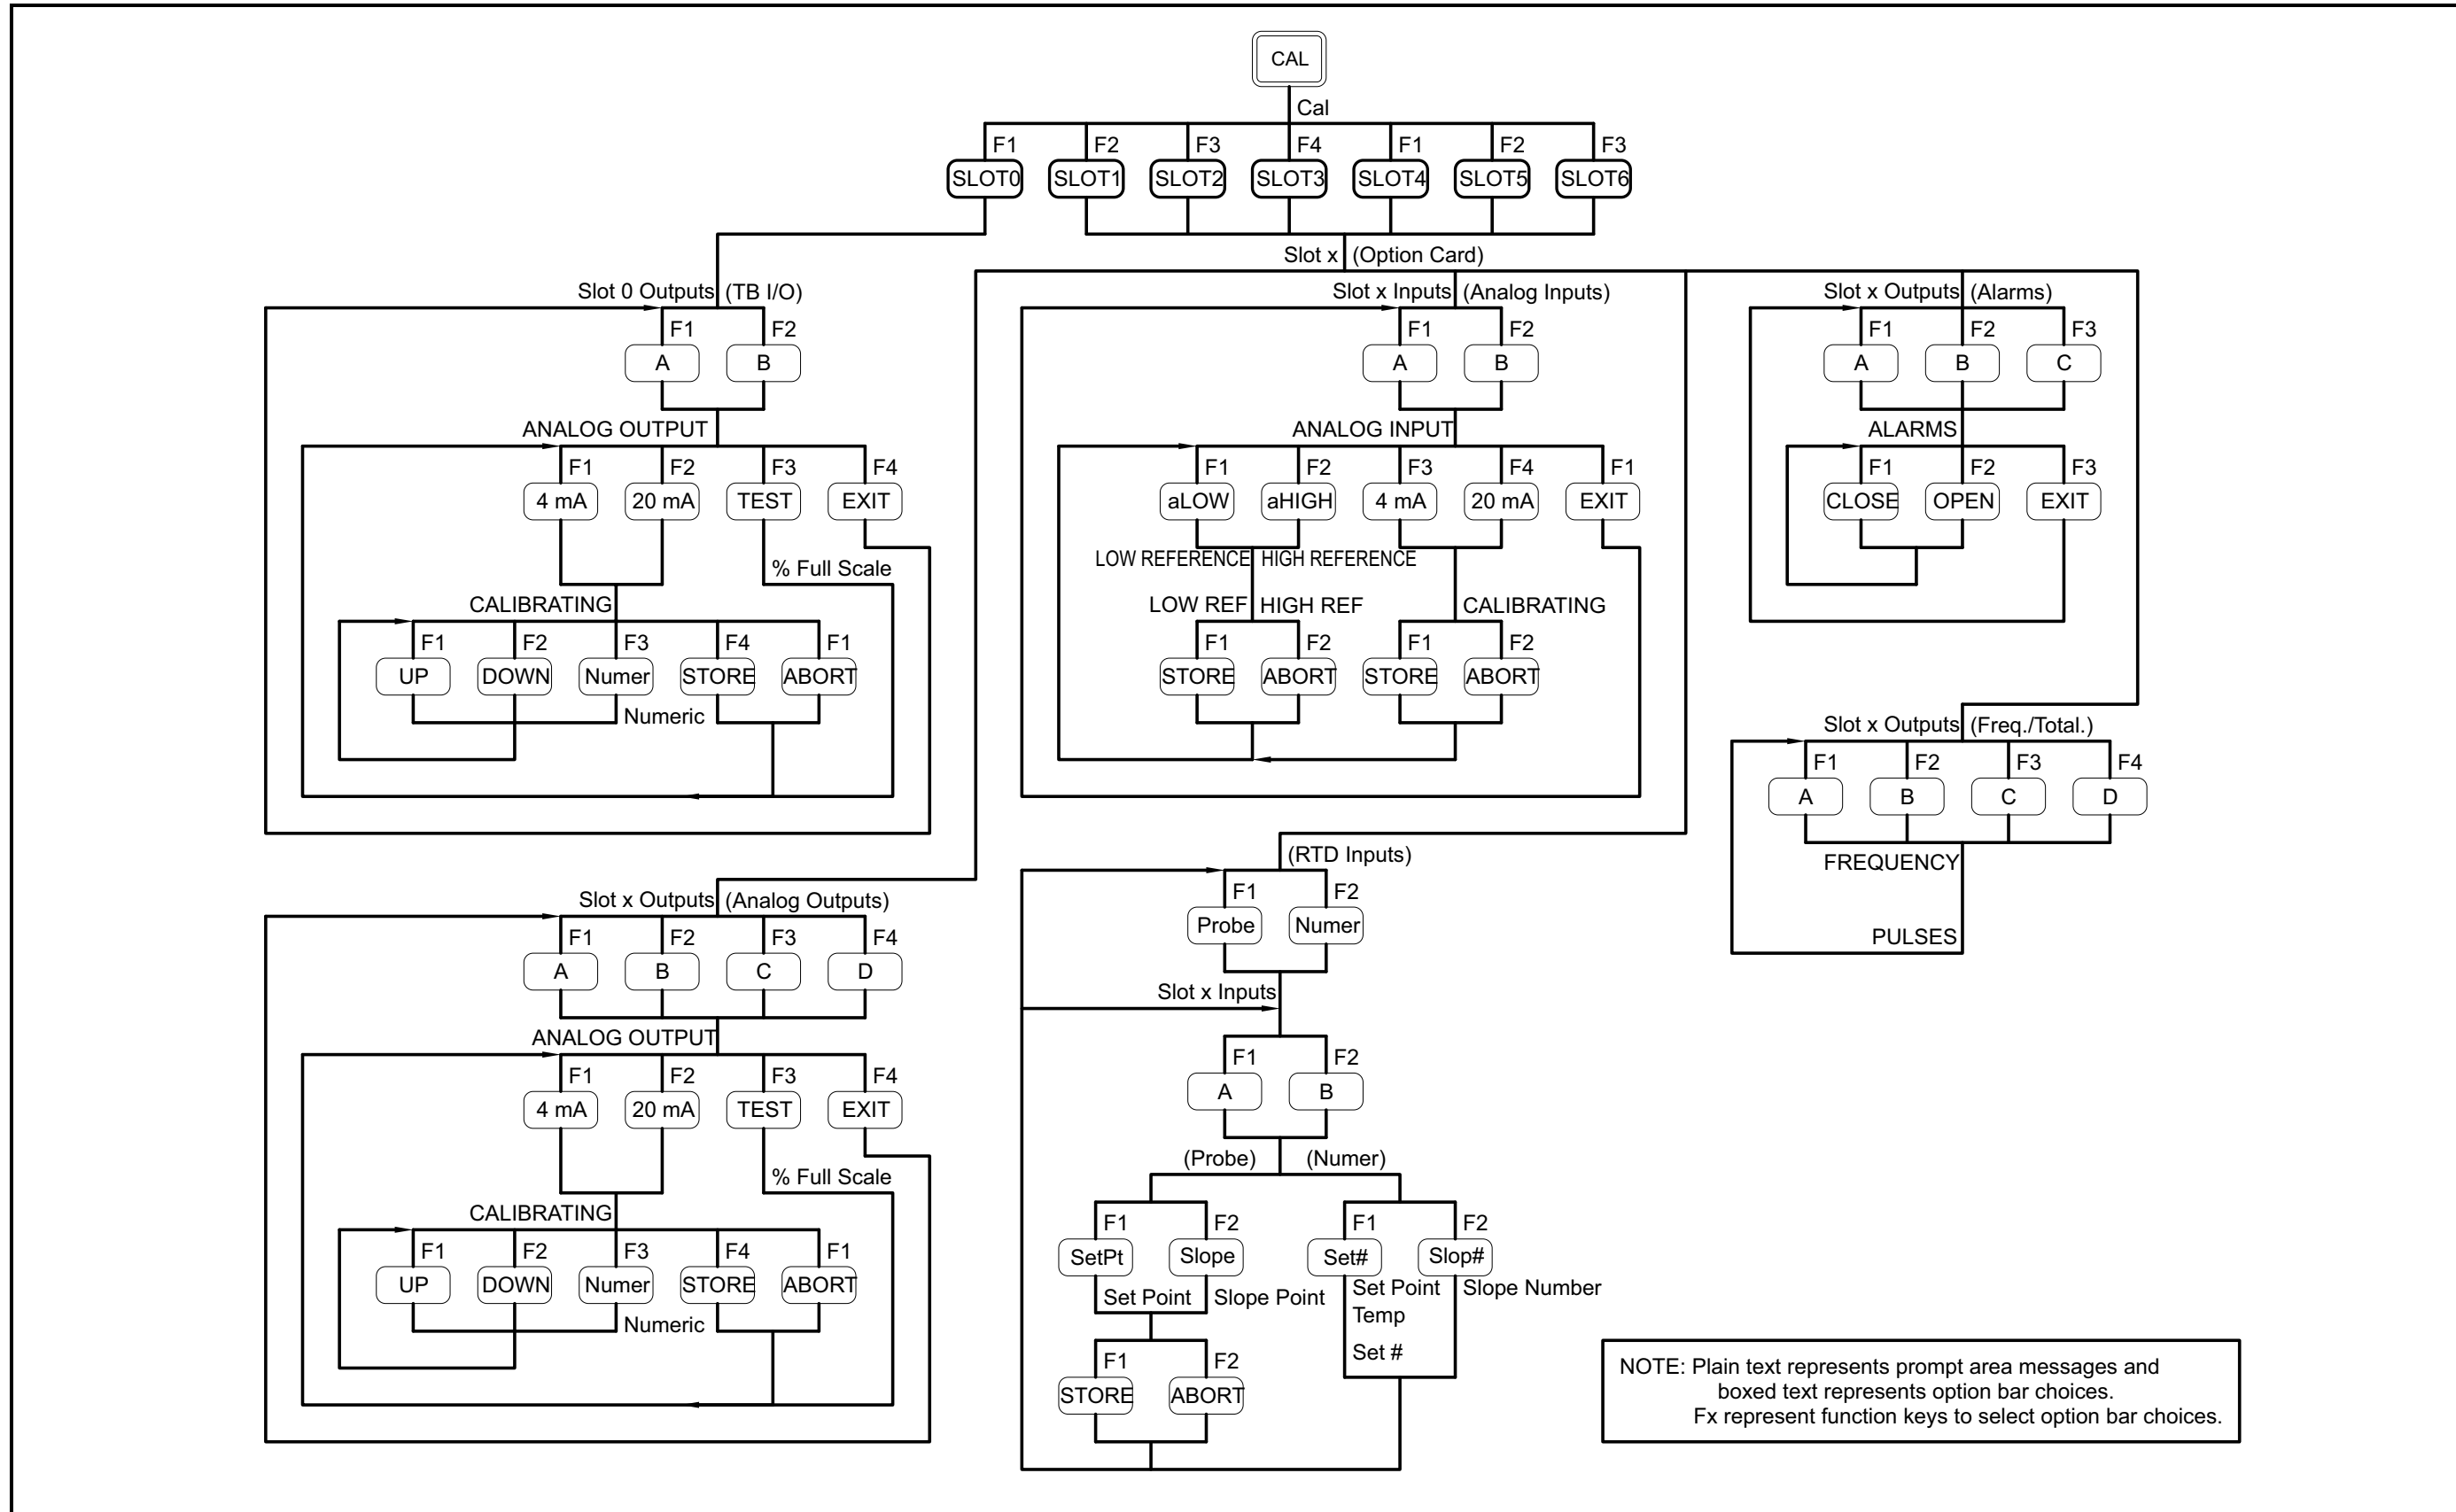 CAL
Cal
F1 F2 F3 F4 F1 F2 F3
SLOT0 SLOT1 SLOT2 SLOT3 SLOT4 SLOT5 SLOT6
Slot x (Option Card)
Slot 0 Outputs (TB I/O)
F1 F2
A B
ANALOG OUTPUT
F1 F2 F3 F4
4 mA 20 mA TEST EXIT
% Full Scale
CALIBRATING
F1 F2 F3 F4 F1
UP DOWN Numer STORE ABORT
Numeric
Slot x Inputs (Analog Inputs)
F1 F2
A B
ANALOG INPUT
F1 F2 F3 F4 F1
aLOW aHIGH 4 mA 20 mA EXIT
LOW REFERENCE HIGH REFERENCE
LOW REF HIGH REF CALIBRATING
F1 F2 F1 F2
STORE ABORT STORE ABORT
Slot x Outputs (Alarms)
F1 F2 F3
A B C
ALARMS
F1 F2 F3
CLOSE OPEN EXIT
Slot x Outputs (Freq./Total.)
F1 F2 F3 F4
A B C D
FREQUENCY
PULSES
Slot x Outputs (Analog Outputs)
F1 F2 F3 F4
A B C D
ANALOG OUTPUT
F1 F2 F3 F4
4 mA 20 mA TEST EXIT
% Full Scale
CALIBRATING
F1 F2 F3 F4 F1
UP DOWN Numer STORE ABORT
Numeric
(RTD Inputs)
F1 F2
Probe Numer
Slot x Inputs
F1 F2
A B
(Probe) (Numer)
F1 F2 F1 F2
SetPt Slope Set# Slop#
Set Point Slope Point Set Point Slope Number
Temp
Set #
F1 F2
STORE ABORT
NOTE: Plain text represents prompt area messages and
boxed text represents option bar choices.
Fx represent function keys to select option bar choices.